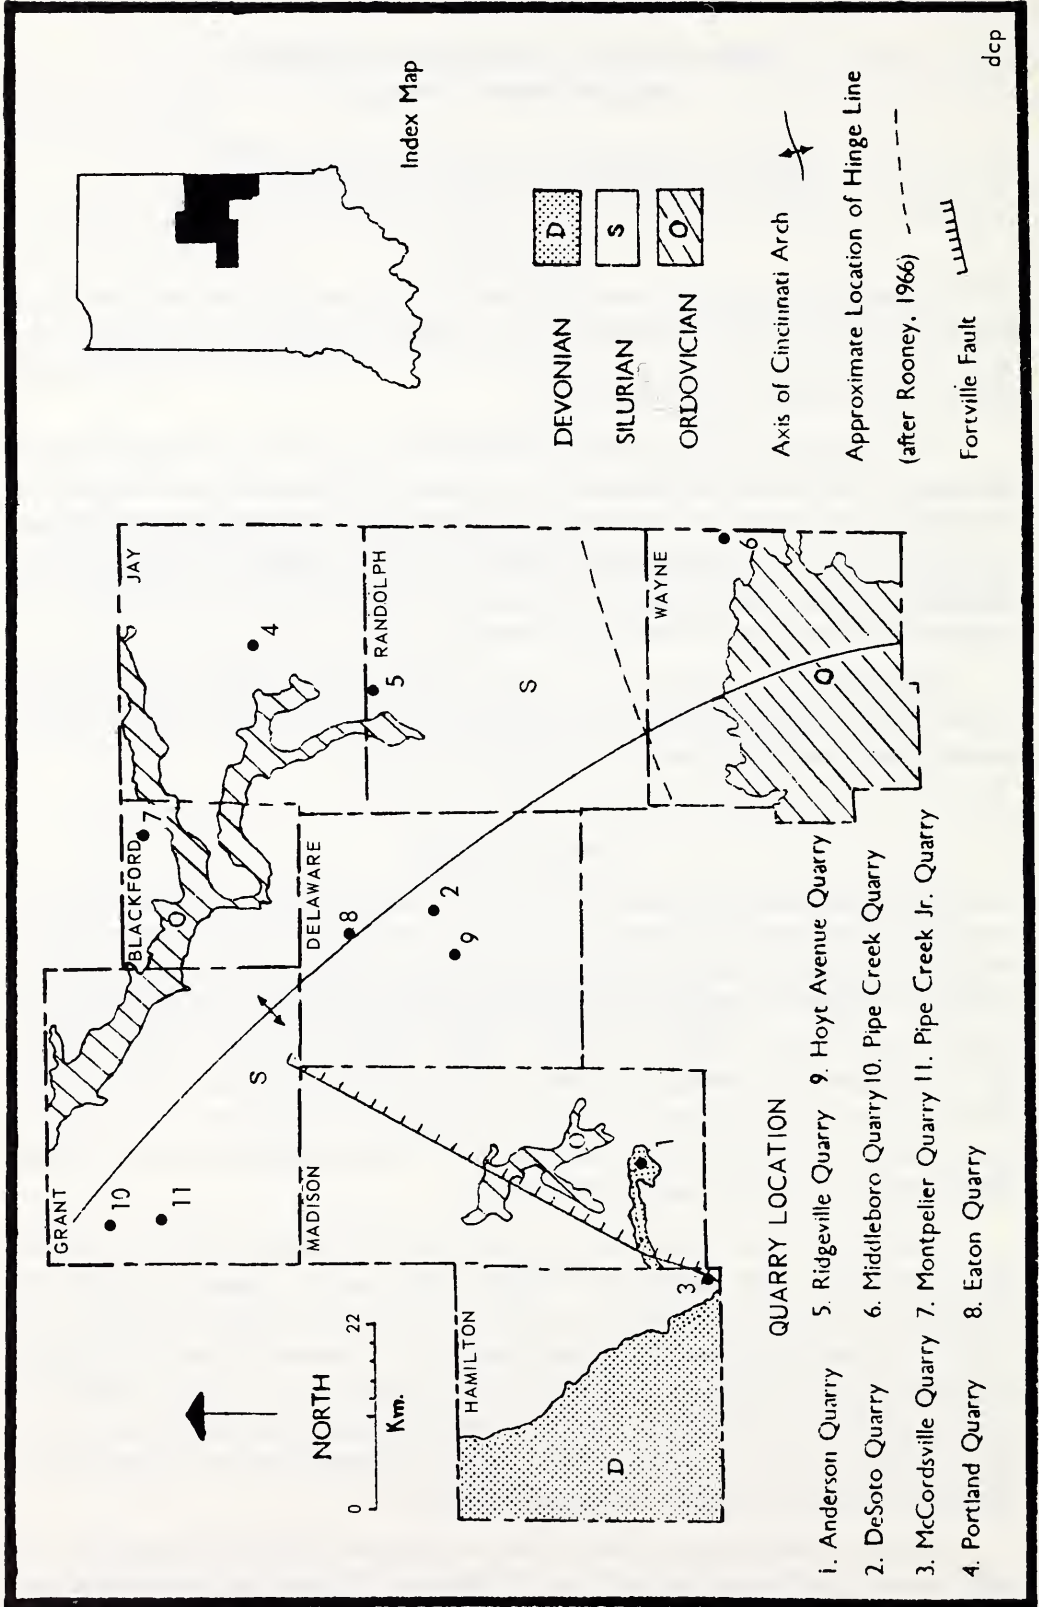 Index Map
DEVONIAN D
SILURIAN S
ORDOVICIAN O
Axis of Cincinnati Arch
Approximate Location of Hinge Line
(after Rooney, 1966)
Fortville Fault
dcp
NORTH
0 22
Km.
GRANT
10
11
S
BLACKFORD
7
O
JAY
4
MADISON
O
1
DELAWARE
8
2
9
RANDOLPH
5
S
HAMILTON
3
D
WAYNE
6
O
QUARRY LOCATION
1. Anderson Quarry 5. Ridgeville Quarry 9. Hoyt Avenue Quarry
2. DeSoto Quarry 6. Middleboro Quarry 10. Pipe Creek Quarry
3. McCordsville Quarry 7. Montpelier Quarry 11. Pipe Creek Jr. Quarry
4. Portland Quarry 8. Eaton Quarry